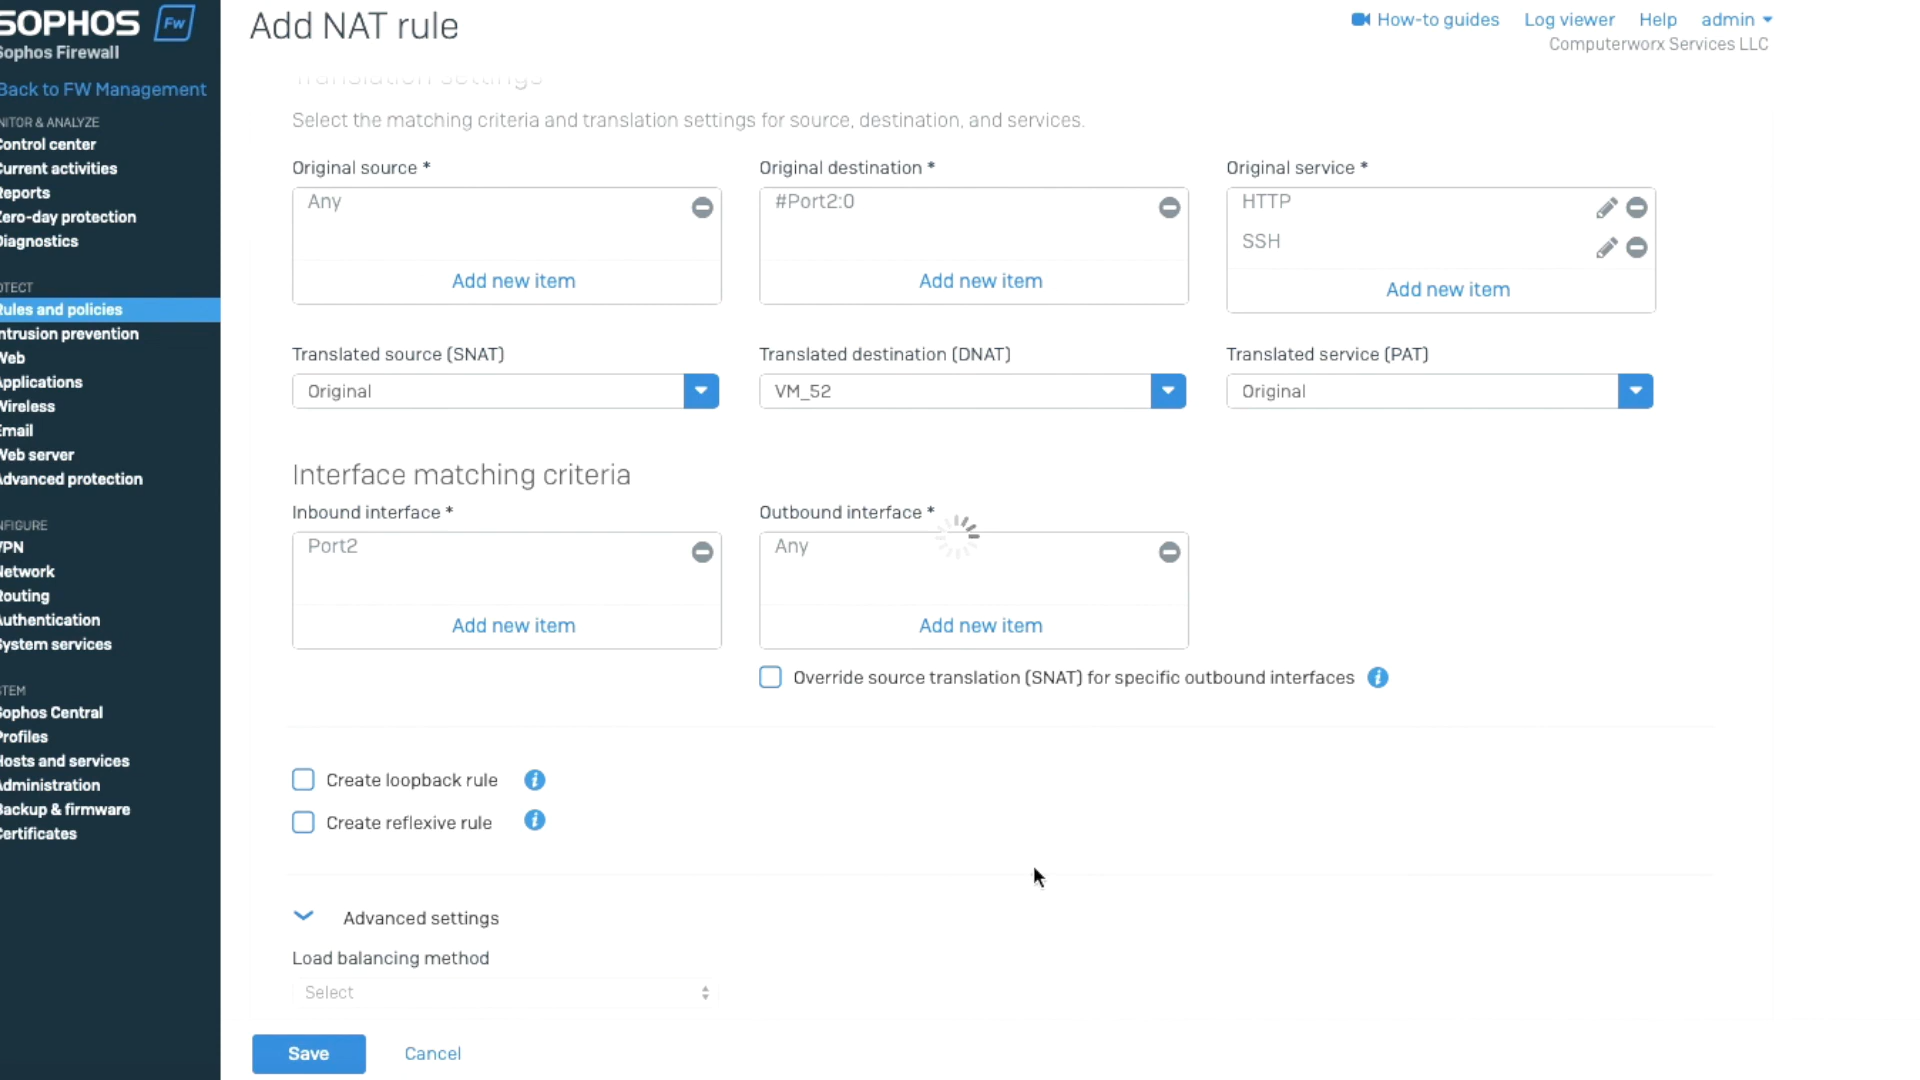 SOPHOS Fw
Sophos Firewall
Back to FW Management
NITOR & ANALYZE
Control center
Current activities
Reports
Zero-day protection
Diagnostics
OTECT
Rules and policies
Intrusion prevention
Web
Applications
Wireless
Email
Web server
Advanced protection
NFIGURE
VPN
Network
Routing
Authentication
System services
STEM
Sophos Central
Profiles
Hosts and services
Administration
Backup & firmware
Certificates
Add NAT rule
How-to guides Log viewer Help admin
Computerworx Services LLC
Translation settings
Select the matching criteria and translation settings for source, destination, and services.
Original source * Original destination * Original service *
Any #Port2:0 HTTP
SSH
Add new item Add new item Add new item
Translated source (SNAT) Translated destination (DNAT) Translated service (PAT)
Original VM_52 Original
Interface matching criteria
Inbound interface * Outbound interface *
Port2 Any
Add new item Add new item
Override source translation (SNAT) for specific outbound interfaces
Create loopback rule
Create reflexive rule
Advanced settings
Load balancing method
Select
Save Cancel